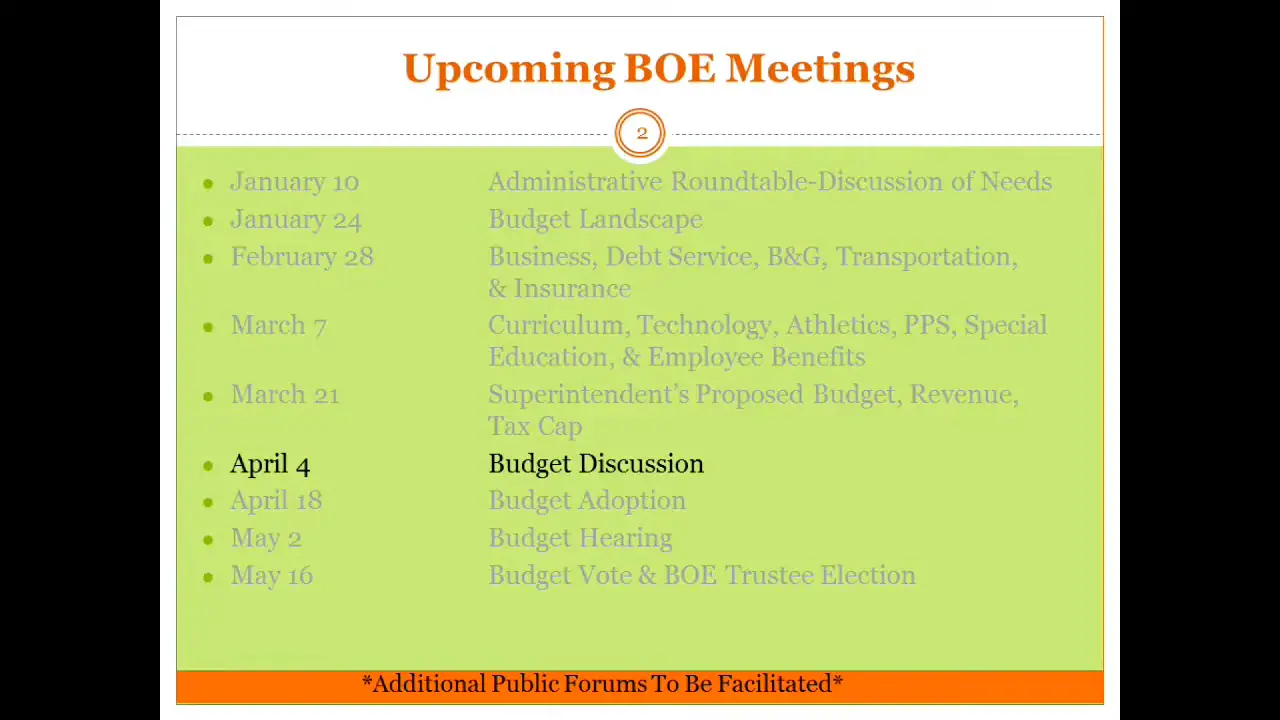 Upcoming BOE Meetings
2
• January 10 Administrative Roundtable-Discussion of Needs
• January 24 Budget Landscape
• February 28 Business, Debt Service, B&G, Transportation,
& Insurance
• March 7 Curriculum, Technology, Athletics, PPS, Special
Education, & Employee Benefits
• March 21 Superintendent's Proposed Budget, Revenue,
Tax Cap
• April 4 Budget Discussion
• April 18 Budget Adoption
• May 2 Budget Hearing
• May 16 Budget Vote & BOE Trustee Election
*Additional Public Forums To Be Facilitated*